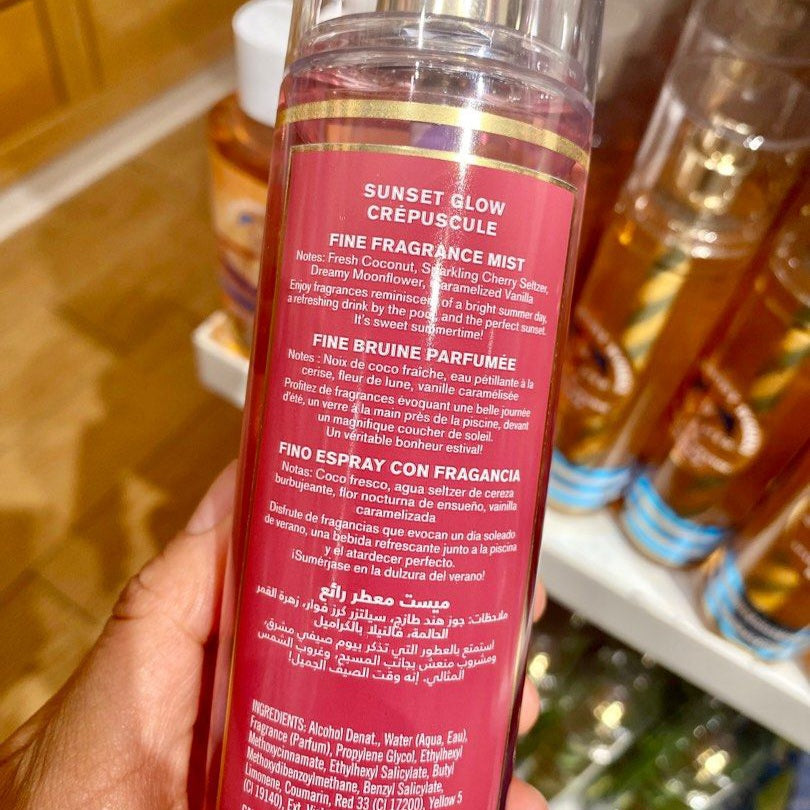 SUNSET GLOW
CRÉPUSCULE
FINE FRAGRANCE MIST
Notes: Fresh Coconut, Sparkling Cherry Seltzer,
Dreamy Moonflower, Caramelized Vanilla
Enjoy fragrances reminiscent of a bright summer day,
a refreshing drink by the pool, and the perfect sunset.
It's sweet summertime!
FINE BRUINE PARFUMÉE
Notes : Noix de coco fraîche, eau pétillante à la
cerise, fleur de lune, vanille caramélisée
Profitez de fragrances évoquant une belle journée
d'été, un verre à la main près de la piscine, devant
un magnifique coucher de soleil.
Un véritable bonheur estival!
FINO ESPRAY CON FRAGANCIA
Notas: Coco fresco, agua seltzer de cereza
burbujeante, flor nocturna de ensueño, vainilla
caramelizada
Disfrute de fragancias que evocan un día soleado
de verano, una bebida refrescante junto a la piscina
y el atardecer perfecto.
¡Sumérjase en la dulzura del verano!
ميست معطر رائع
ملاحظات: جوز هند طازج، سيلتزر كرز فوار، زهرة القمر
الحالمة، فانيلا بالكراميل
استمتع بالعطور التي تذكر بيوم صيفي مشرق،
ومشروب منعش بجانب المسبح، وغروب الشمس
المثالي. إنه وقت الصيف الجميل!
INGREDIENTS: Alcohol Denat., Water (Aqua, Eau),
Fragrance (Parfum), Propylene Glycol, Ethylhexyl
Methoxycinnamate, Ethylhexyl Salicylate, Butyl
Methoxydibenzoylmethane, Benzyl Salicylate,
Limonene, Coumarin, Red 33 (CI 17200), Yellow 5
(CI 19140), Ext.